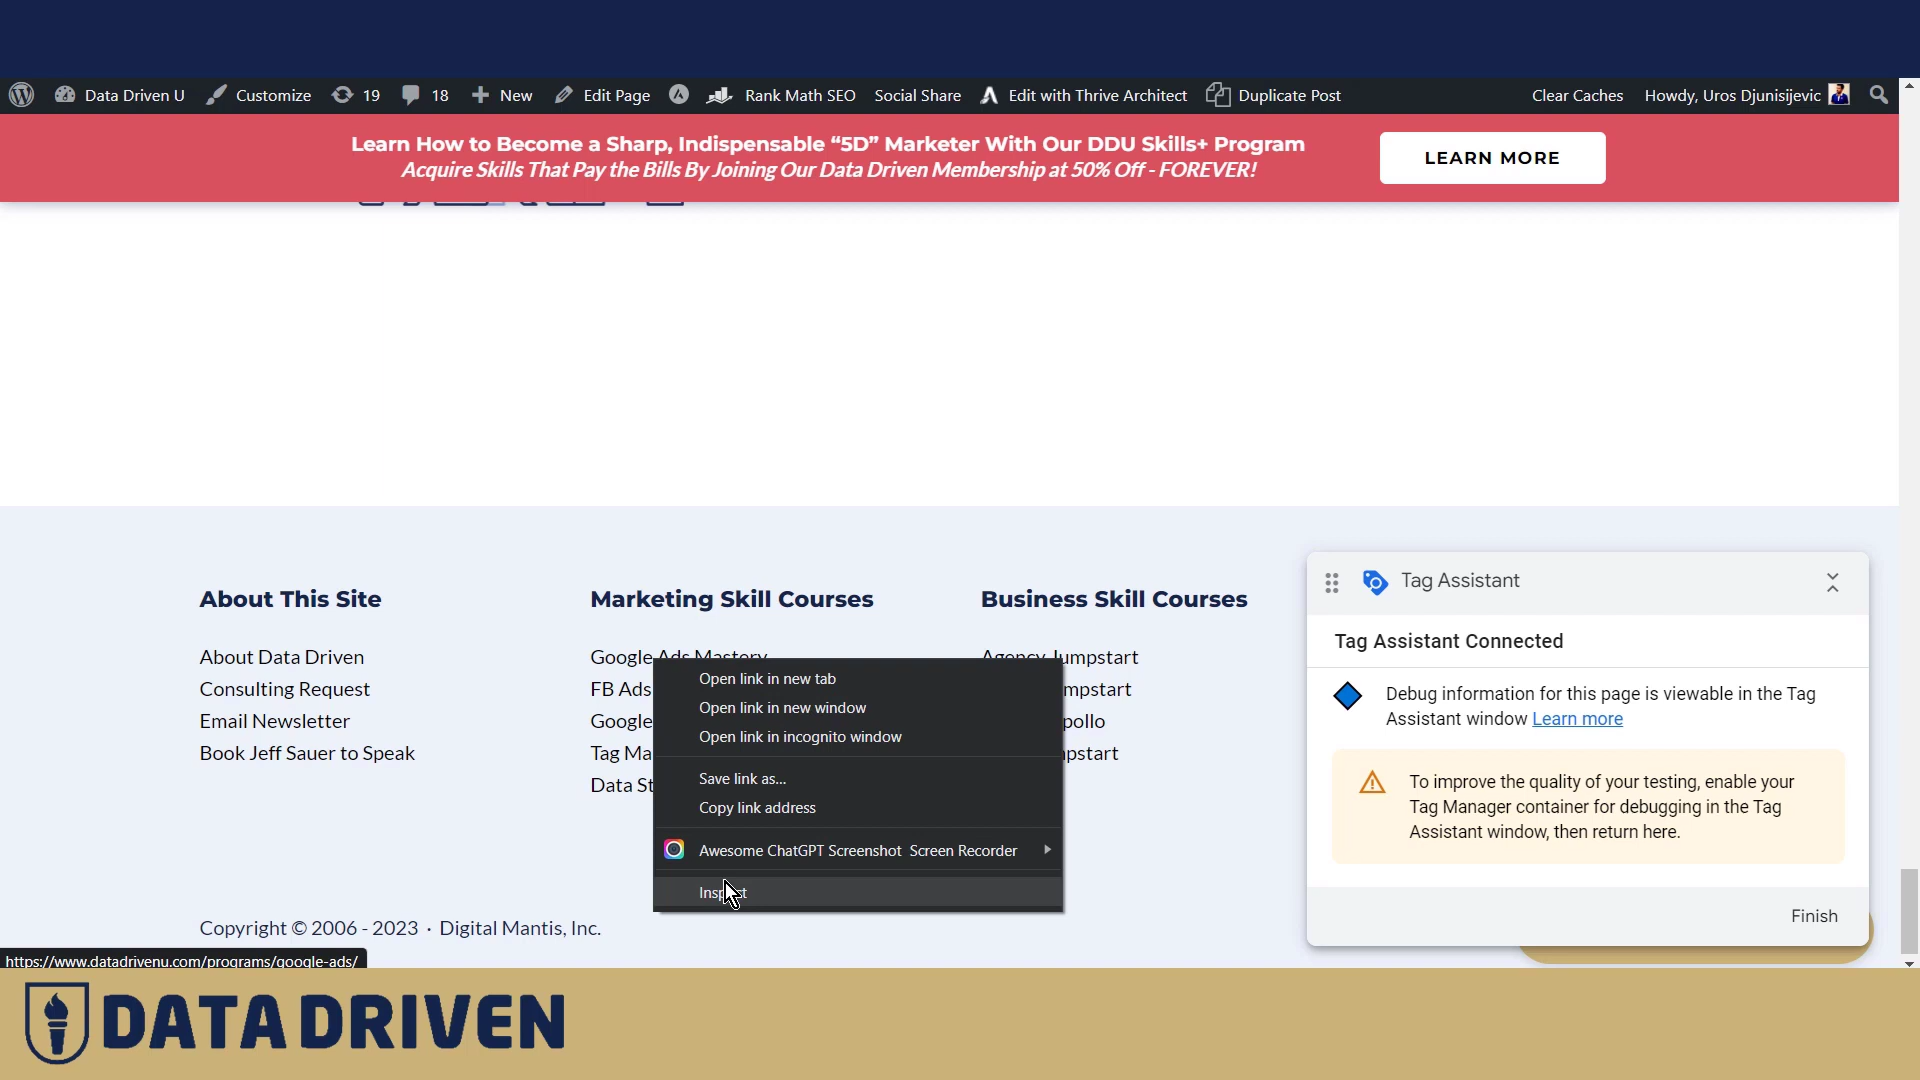 Data Driven U Customize 19 18 New Edit Page Rank Math SEO Social Share Edit with Thrive Architect Duplicate Post Clear Caches Howdy, Uros Djunisijevic
Learn How to Become a Sharp, Indispensable “5D” Marketer With Our DDU Skills+ Program
Acquire Skills That Pay the Bills By Joining Our Data Driven Membership at 50% Off - FOREVER!
LEARN MORE
About This Site
About Data Driven
Consulting Request
Email Newsletter
Book Jeff Sauer to Speak
Marketing Skill Courses
Google Ads Mastery
FB Ads
Google
Tag Ma
Data St
Open link in new tab
Open link in new window
Open link in incognito window
Save link as...
Copy link address
Awesome ChatGPT Screenshot Screen Recorder
Inspect
Business Skill Courses
Agency Jumpstart
mpstart
pollo
pstart
Tag Assistant
Tag Assistant Connected
Debug information for this page is viewable in the Tag
Assistant window Learn more
To improve the quality of your testing, enable your
Tag Manager container for debugging in the Tag
Assistant window, then return here.
Finish
Copyright © 2006 - 2023 · Digital Mantis, Inc.
https://www.datadrivenu.com/programs/google-ads/
DATA DRIVEN